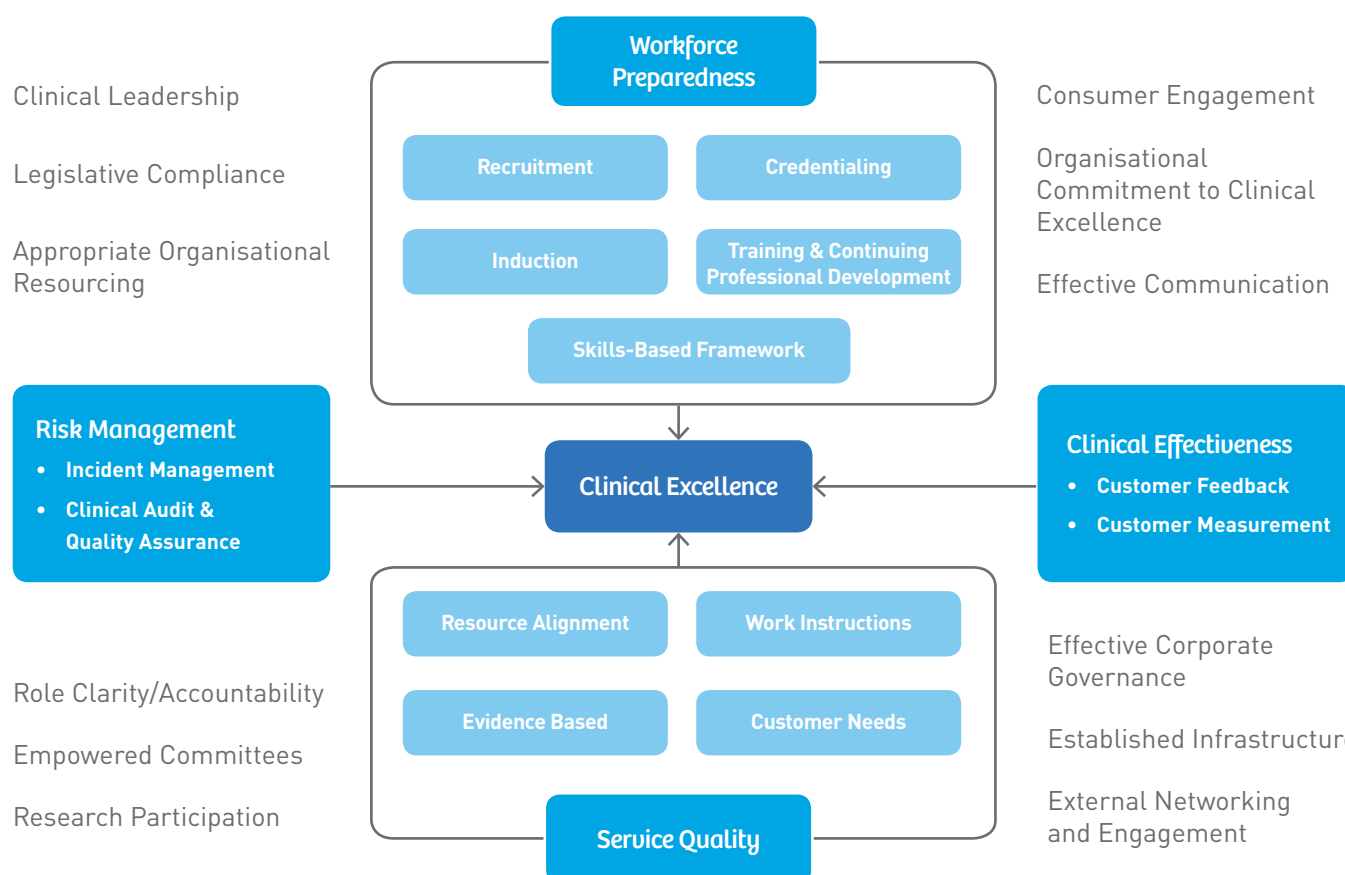 Workforce
Preparedness
Clinical Leadership
Legislative Compliance
Appropriate Organisational
Resourcing
Recruitment
Credentialing
Induction
Training & Continuing
Professional Development
Skills-Based Framework
Consumer Engagement
Organisational
Commitment to Clinical
Excellence
Effective Communication
Risk Management
• Incident Management
• Clinical Audit &
Quality Assurance
Clinical Excellence
Clinical Effectiveness
• Customer Feedback
• Customer Measurement
Role Clarity/Accountability
Empowered Committees
Research Participation
Resource Alignment
Work Instructions
Evidence Based
Customer Needs
Service Quality
Effective Corporate
Governance
Established Infrastructure
External Networking
and Engagement